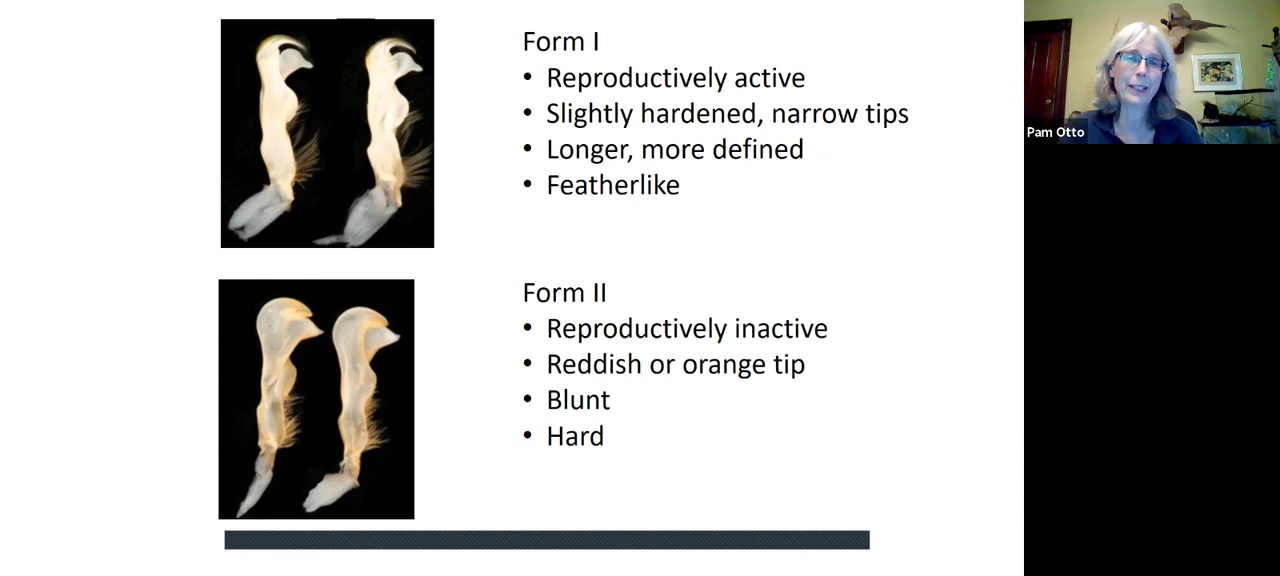 Form I
• Reproductively active
• Slightly hardened, narrow tips
• Longer, more defined
• Featherlike
Form II
• Reproductively inactive
• Reddish or orange tip
• Blunt
• Hard
Pam Otto